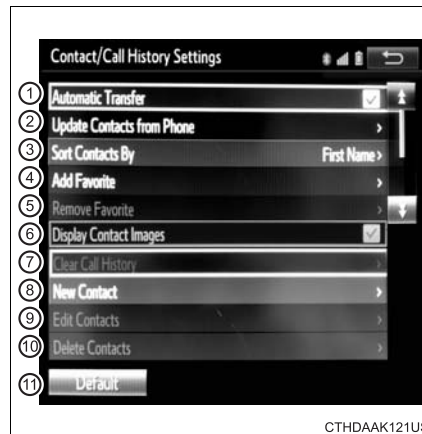 Contact/Call History Settings
1 Automatic Transfer
2 Update Contacts from Phone
3 Sort Contacts By First Name
4 Add Favorite
5 Remove Favorite
6 Display Contact Images
7 Clear Call History
8 New Contact
9 Edit Contacts
10 Delete Contacts
11 Default
CTHDAAK121US